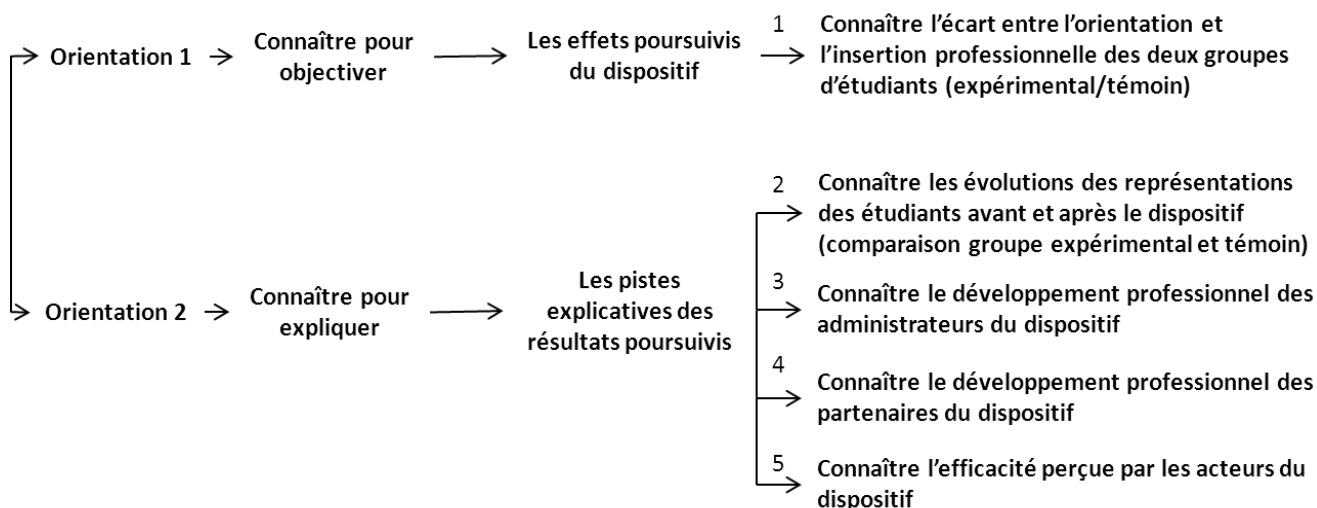 Orientation 1
Connaître pour
objectiver
Les effets poursuivis
du dispositif
1
Connaître l'écart entre l'orientation et
l'insertion professionnelle des deux groupes
d'étudiants (expérimental/témoin)
Orientation 2
Connaître pour
expliquer
Les pistes
explicatives des
résultats poursuivis
2
Connaître les évolutions des représentations
des étudiants avant et après le dispositif
(comparaison groupe expérimental et témoin)
3
Connaître le développement professionnel des
administrateurs du dispositif
4
Connaître le développement professionnel des
partenaires du dispositif
5
Connaître l'efficacité perçue par les acteurs du
dispositif